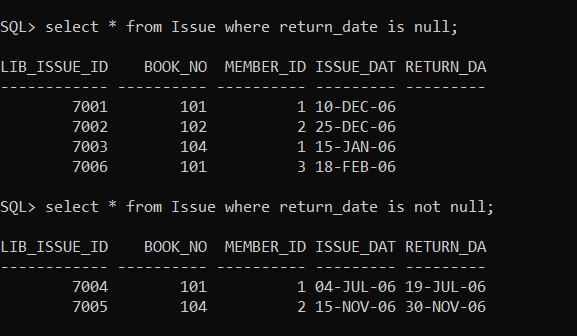 SQL> select * from Issue where return_date is null;
LIB_ISSUE_ID    BOOK_NO  MEMBER_ID ISSUE_DAT RETURN_DA
------------ ---------- ---------- --------- ---------
        7001        101          1 10-DEC-06
        7002        102          2 25-DEC-06
        7003        104          1 15-JAN-06
        7006        101          3 18-FEB-06
SQL> select * from Issue where return_date is not null;
LIB_ISSUE_ID    BOOK_NO  MEMBER_ID ISSUE_DAT RETURN_DA
------------ ---------- ---------- --------- ---------
        7004        101          1 04-JUL-06 19-JUL-06
        7005        104          2 15-NOV-06 30-NOV-06